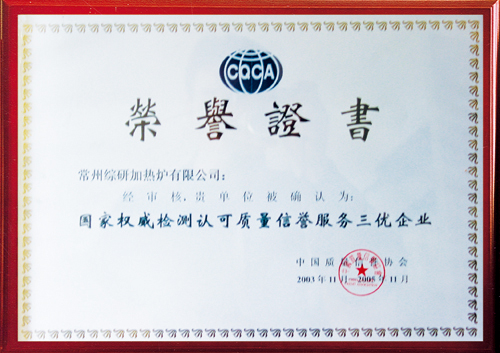 CQCA
榮譽證書
常州综研加热炉有限公司：
经审核，贵单位被确认为：
国家权威检测认可质量信誉服务三优企业
中国质量信誉协会
2003年11月—2005年11月